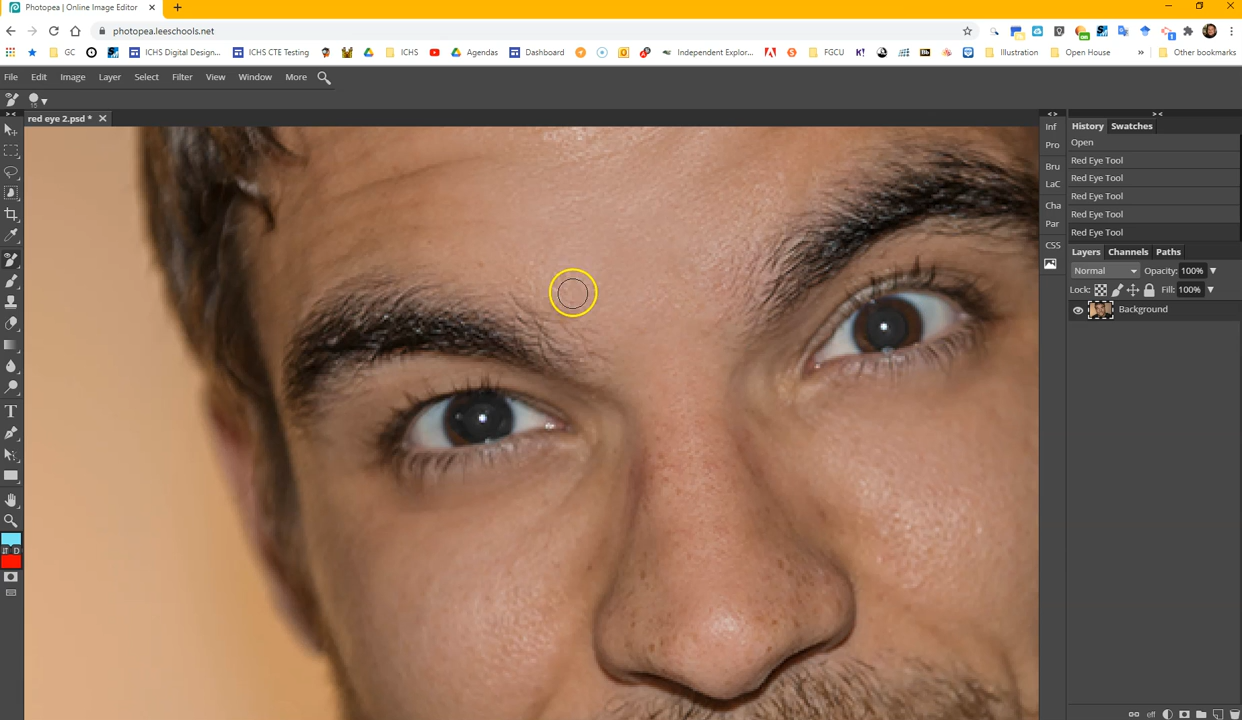 Photopea | Online Image Editor
photopea.leeschools.net
GC
ICHS Digital Design...
ICHS CTE Testing
ICHS
Agendas
Dashboard
Independent Explor...
FGCU
K!
Illustration
Open House
Other bookmarks
File Edit Image Layer Select Filter View Window More
15
red eye 2.psd *
Inf
Pro
Bru
LaC
Cha
Par
CSS
History Swatches
Open
Red Eye Tool
Red Eye Tool
Red Eye Tool
Red Eye Tool
Red Eye Tool
Layers Channels Paths
Normal Opacity: 100%
Lock: Fill: 100%
Background
T
D
off